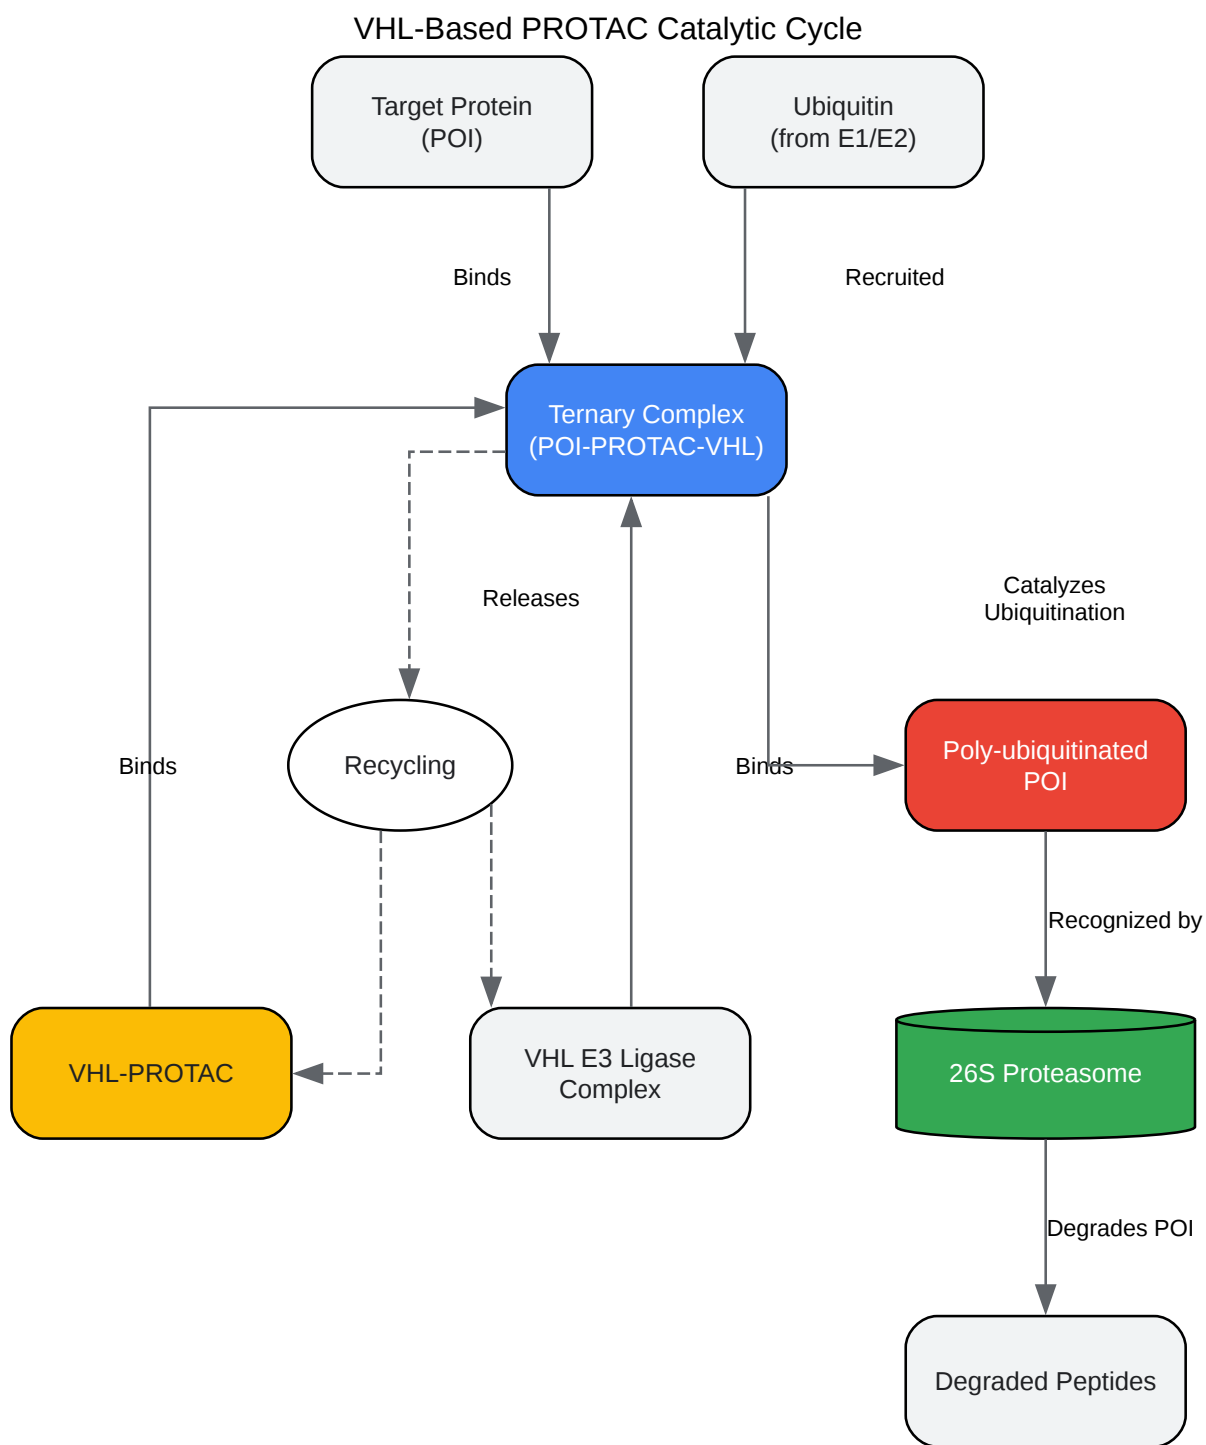 VHL-Based PROTAC Catalytic Cycle
Target Protein
(POI)
Ubiquitin
(from E1/E2)
Binds
Recruited
Ternary Complex
(POI-PROTAC-VHL)
Releases
Catalyzes
Ubiquitination
Binds
Recycling
Binds
Poly-ubiquitinated
POI
Recognized by
VHL-PROTAC
VHL E3 Ligase
Complex
26S Proteasome
Degrades POI
Degraded Peptides